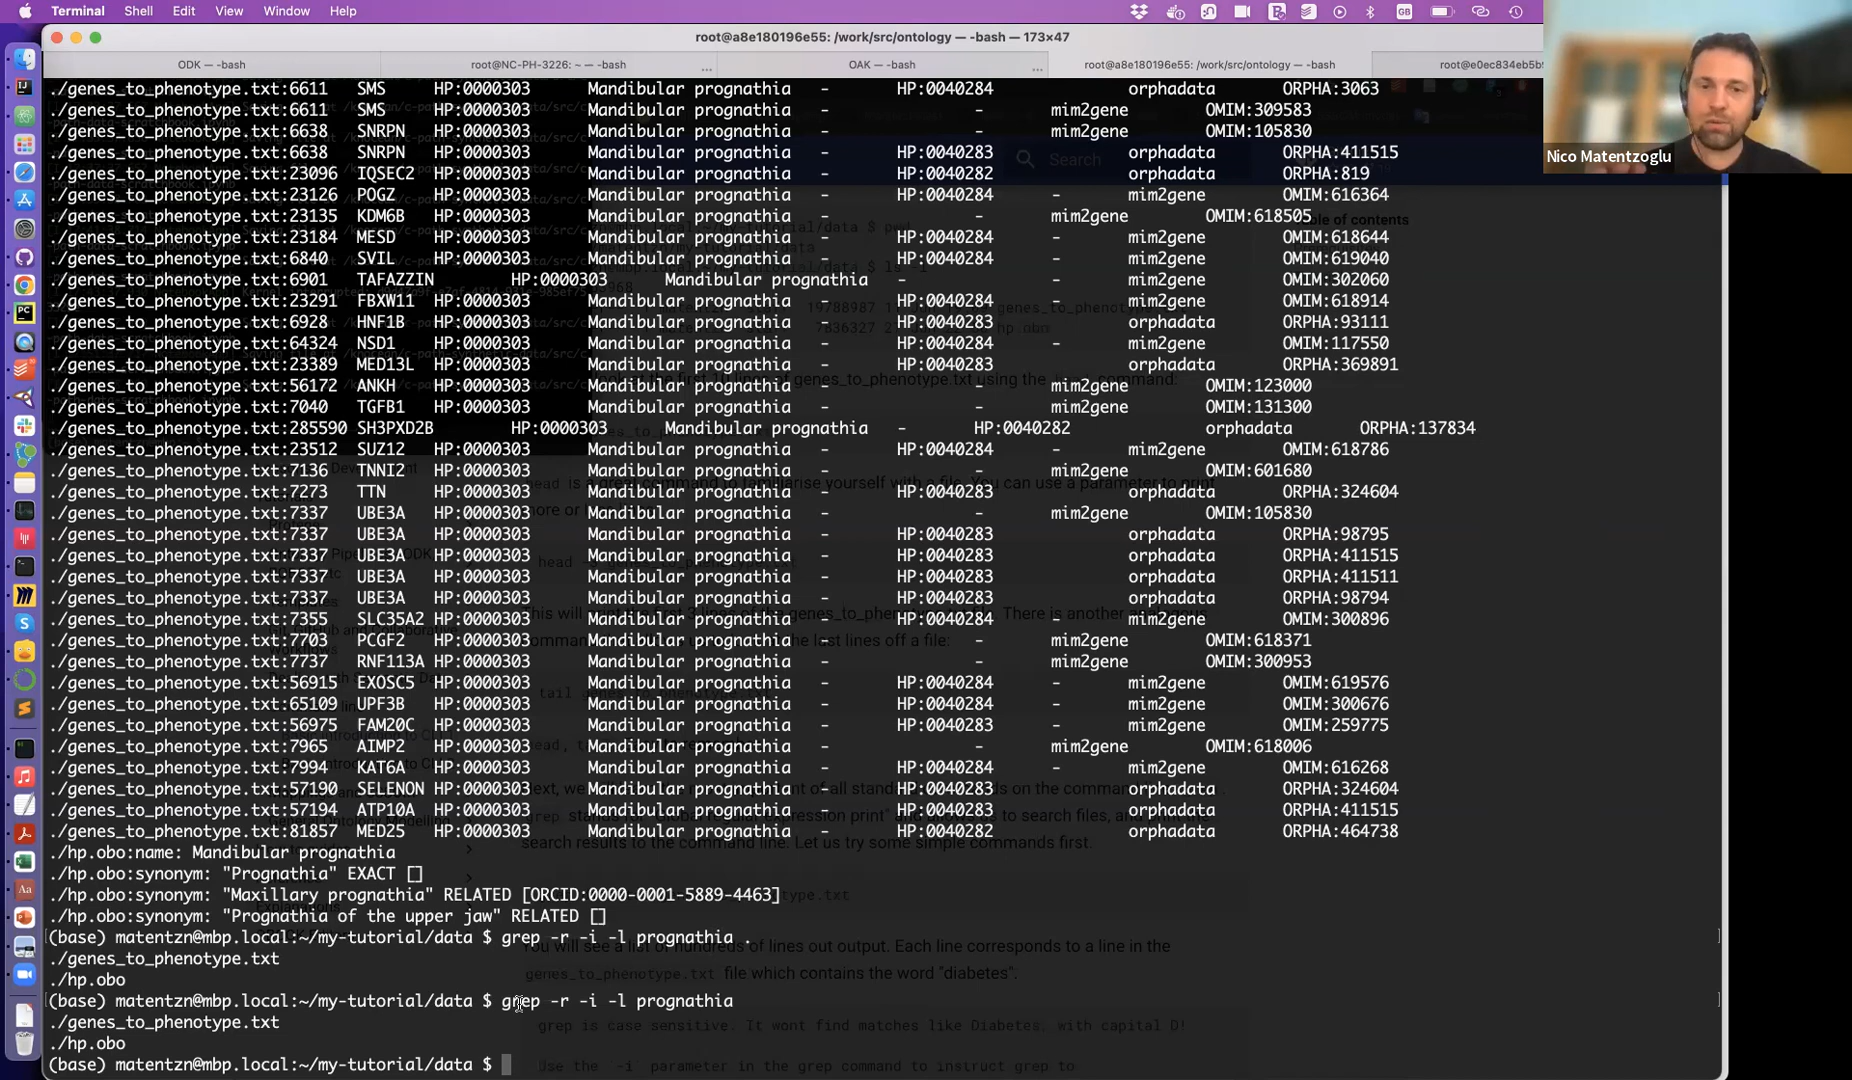 Terminal Shell Edit View Window Help
root@a8e180196e55: /work/src/ontology — -bash — 173×47
ODK — -bash root@NC-PH-3226: ~ — -bash ... OAK — -bash ... root@a8e180196e55: /work/src/ontology — -bash
./genes_to_phenotype.txt:6611 SMS HP:0000303 Mandibular prognathia - HP:0040284 orphadata ORPHA:3063
./genes_to_phenotype.txt:6611 SMS HP:0000303 Mandibular prognathia - - mim2gene OMIM:309583
./genes_to_phenotype.txt:6638 SNRPN HP:0000303 Mandibular prognathia - - mim2gene OMIM:105830
./genes_to_phenotype.txt:6638 SNRPN HP:0000303 Mandibular prognathia - HP:0040283 orphadata ORPHA:411515
./genes_to_phenotype.txt:23096 IQSEC2 HP:0000303 Mandibular prognathia - HP:0040282 orphadata ORPHA:819
./genes_to_phenotype.txt:23126 POGZ HP:0000303 Mandibular prognathia - HP:0040284 - mim2gene OMIM:616364
./genes_to_phenotype.txt:23135 KDM6B HP:0000303 Mandibular prognathia - - mim2gene OMIM:618505
./genes_to_phenotype.txt:23184 MESD HP:0000303 Mandibular prognathia - HP:0040284 - mim2gene OMIM:618644
./genes_to_phenotype.txt:6840 SVIL HP:0000303 Mandibular prognathia - HP:0040284 - mim2gene OMIM:619040
./genes_to_phenotype.txt:6901 TAFAZZIN HP:0000303 Mandibular prognathia - - mim2gene OMIM:302060
./genes_to_phenotype.txt:23291 FBXW11 HP:0000303 Mandibular prognathia - HP:0040284 - mim2gene OMIM:618914
./genes_to_phenotype.txt:6928 HNF1B HP:0000303 Mandibular prognathia - HP:0040283 orphadata ORPHA:93111
./genes_to_phenotype.txt:64324 NSD1 HP:0000303 Mandibular prognathia - HP:0040284 - mim2gene OMIM:117550
./genes_to_phenotype.txt:23389 MED13L HP:0000303 Mandibular prognathia - HP:0040283 orphadata ORPHA:369891
./genes_to_phenotype.txt:56172 ANKH HP:0000303 Mandibular prognathia - - mim2gene OMIM:123000
./genes_to_phenotype.txt:7040 TGFB1 HP:0000303 Mandibular prognathia - - mim2gene OMIM:131300
./genes_to_phenotype.txt:285590 SH3PXD2B HP:0000303 Mandibular prognathia - HP:0040282 orphadata ORPHA:137834
./genes_to_phenotype.txt:23512 SUZ12 HP:0000303 Mandibular prognathia - HP:0040284 - mim2gene OMIM:618786
./genes_to_phenotype.txt:7136 TNNI2 HP:0000303 Mandibular prognathia - - mim2gene OMIM:601680
./genes_to_phenotype.txt:7273 TTN HP:0000303 Mandibular prognathia - HP:0040283 orphadata ORPHA:324604
./genes_to_phenotype.txt:7337 UBE3A HP:0000303 Mandibular prognathia - - mim2gene OMIM:105830
./genes_to_phenotype.txt:7337 UBE3A HP:0000303 Mandibular prognathia - HP:0040283 orphadata ORPHA:98795
./genes_to_phenotype.txt:7337 UBE3A HP:0000303 Mandibular prognathia - HP:0040283 orphadata ORPHA:411515
./genes_to_phenotype.txt:7337 UBE3A HP:0000303 Mandibular prognathia - HP:0040283 orphadata ORPHA:411511
./genes_to_phenotype.txt:7337 UBE3A HP:0000303 Mandibular prognathia - HP:0040283 orphadata ORPHA:98794
./genes_to_phenotype.txt:7355 SLC35A2 HP:0000303 Mandibular prognathia - HP:0040284 - mim2gene OMIM:300896
./genes_to_phenotype.txt:7703 PCGF2 HP:0000303 Mandibular prognathia - - mim2gene OMIM:618371
./genes_to_phenotype.txt:7737 RNF113A HP:0000303 Mandibular prognathia - - mim2gene OMIM:300953
./genes_to_phenotype.txt:56915 EXOSC5 HP:0000303 Mandibular prognathia - HP:0040284 - mim2gene OMIM:619576
./genes_to_phenotype.txt:65109 UPF3B HP:0000303 Mandibular prognathia - HP:0040284 - mim2gene OMIM:300676
./genes_to_phenotype.txt:56975 FAM20C HP:0000303 Mandibular prognathia - HP:0040283 - mim2gene OMIM:259775
./genes_to_phenotype.txt:7965 AIMP2 HP:0000303 Mandibular prognathia - - mim2gene OMIM:618006
./genes_to_phenotype.txt:7994 KAT6A HP:0000303 Mandibular prognathia - HP:0040284 - mim2gene OMIM:616268
./genes_to_phenotype.txt:57190 SELENON HP:0000303 Mandibular prognathia - HP:0040283 orphadata ORPHA:324604
./genes_to_phenotype.txt:57194 ATP10A HP:0000303 Mandibular prognathia - HP:0040283 orphadata ORPHA:411515
./genes_to_phenotype.txt:81857 MED25 HP:0000303 Mandibular prognathia - HP:0040282 orphadata ORPHA:464738
./hp.obo:name: Mandibular prognathia
./hp.obo:synonym: "Prognathia" EXACT []
./hp.obo:synonym: "Maxillary prognathia" RELATED [ORCID:0000-0001-5889-4463]
./hp.obo:synonym: "Prognathia of the upper jaw" RELATED []
(base) matentzn@mbp.local:~/my-tutorial/data $ grep -r -i -l prognathia .
./genes_to_phenotype.txt
./hp.obo
(base) matentzn@mbp.local:~/my-tutorial/data $ grep -r -i -l prognathia
./genes_to_phenotype.txt
./hp.obo
(base) matentzn@mbp.local:~/my-tutorial/data $
Nico Matentzoglu
Search